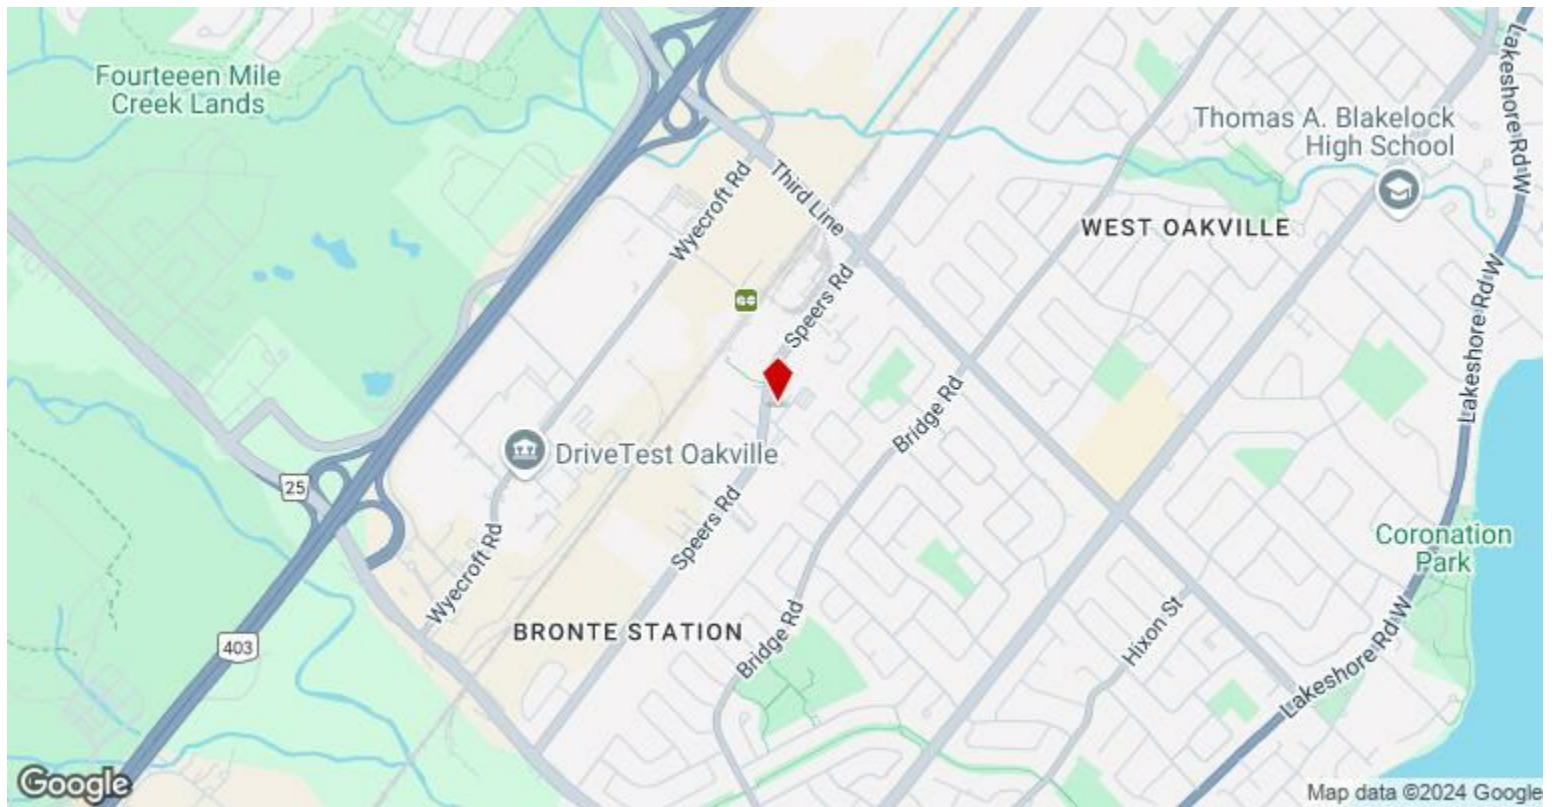 Fourteeen Mile
Creek Lands
Lakeshore Rd W
Thomas A. Blakelock
High School
Wyecroft Rd
Third Line
WEST OAKVILLE
Speers Rd
Lakeshore Rd W
Bridge Rd
DriveTest Oakville
25
Speers Rd
Coronation
Park
Wyecroft Rd
BRONTE STATION
403
Bridge Rd
Hixon St
Lakeshore Rd W
Google
Map data ©2024 Google